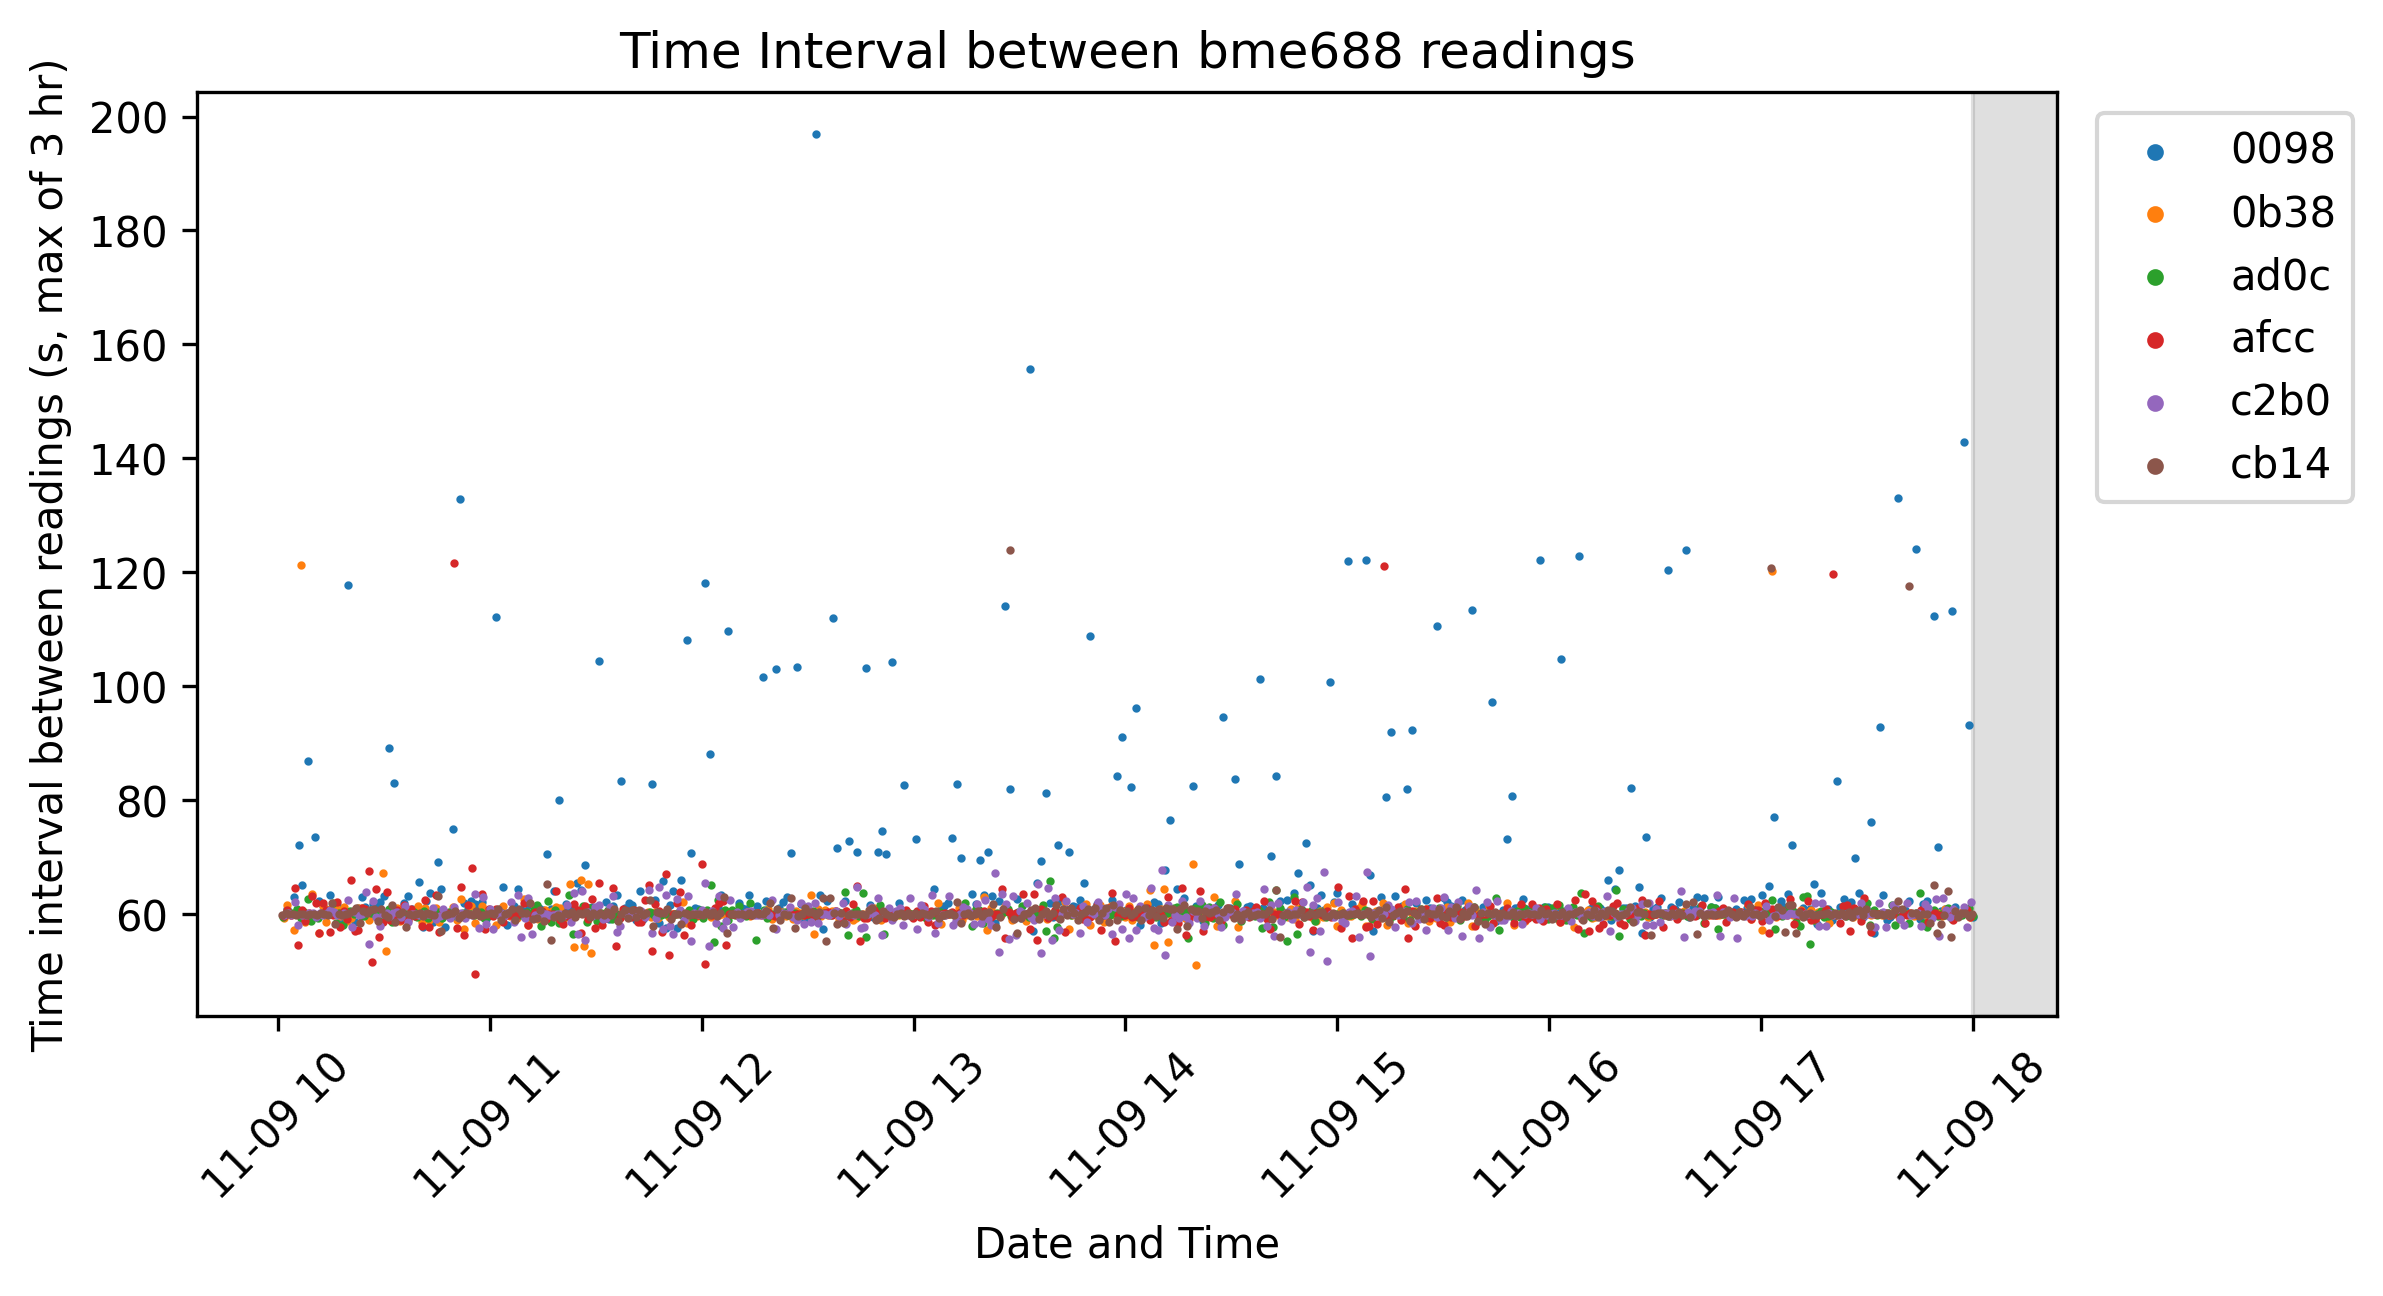 Time Interval between bme688 readings
Time interval between readings (s, max of 3 hr)
200
180
160
140
120
100
80
60
11-09 10
11-09 11
11-09 12
11-09 13
11-09 14
11-09 15
11-09 16
11-09 17
11-09 18
Date and Time
0098
0b38
ad0c
afcc
c2b0
cb14